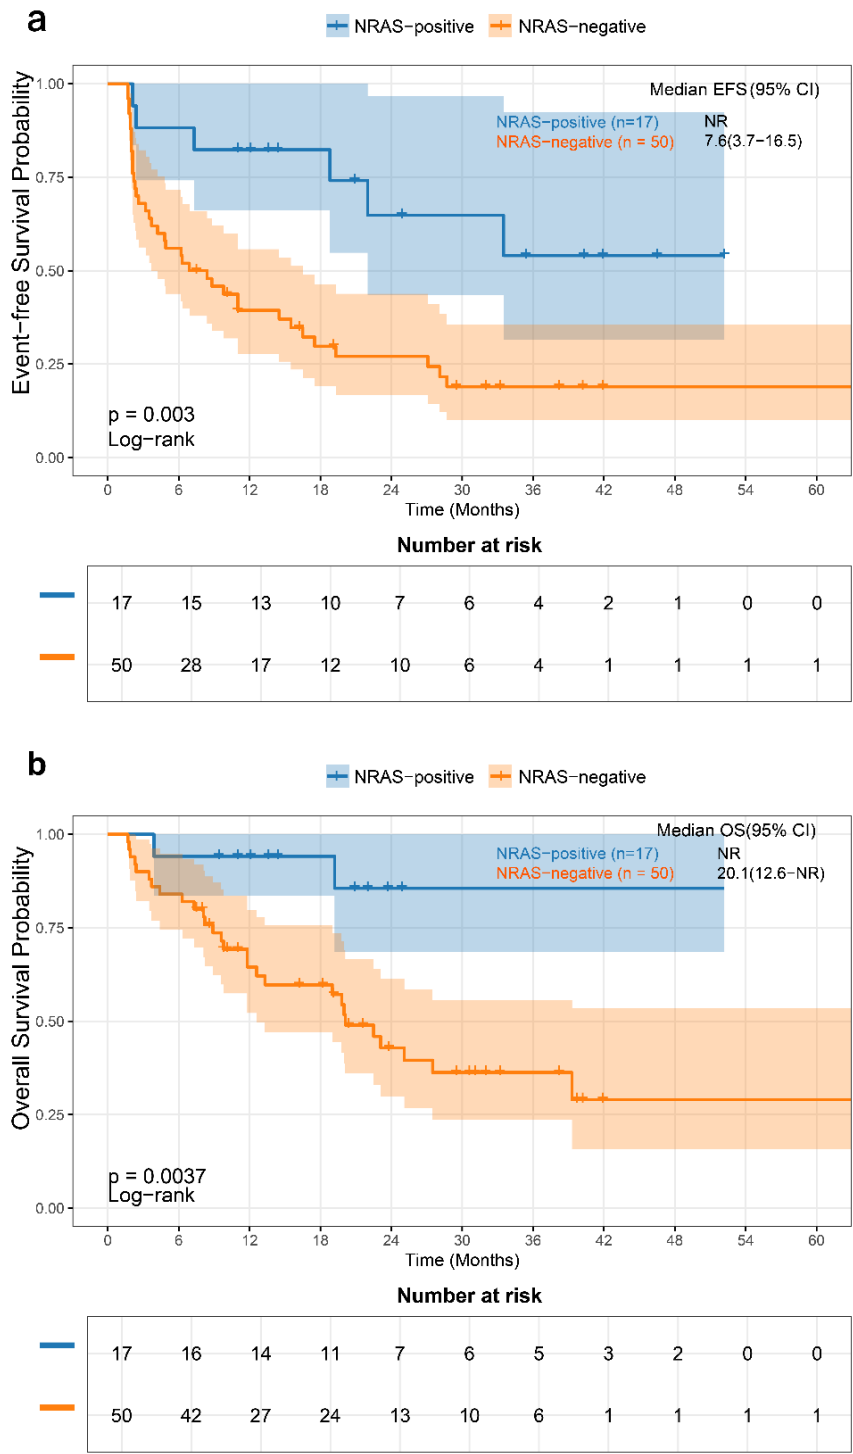 a
NRAS-positive NRAS-negative
Event-free Survival Probability
1.00
0.75
0.50
0.25
0.00
Median EFS(95% CI)
NRAS-positive (n=17) NR
NRAS-negative (n = 50) 7.6(3.7-16.5)
p = 0.003
Log-rank
0 6 12 18 24 30 36 42 48 54 60
Time (Months)
Number at risk
17 15 13 10 7 6 4 2 1 0 0
50 28 17 12 10 6 4 1 1 1 1
b
NRAS-positive NRAS-negative
Overall Survival Probability
1.00
0.75
0.50
0.25
0.00
Median OS(95% CI)
NRAS-positive (n=17) NR
NRAS-negative (n = 50) 20.1(12.6-NR)
p = 0.0037
Log-rank
0 6 12 18 24 30 36 42 48 54 60
Time (Months)
Number at risk
17 16 14 11 7 6 5 3 2 0 0
50 42 27 24 13 10 6 1 1 1 1